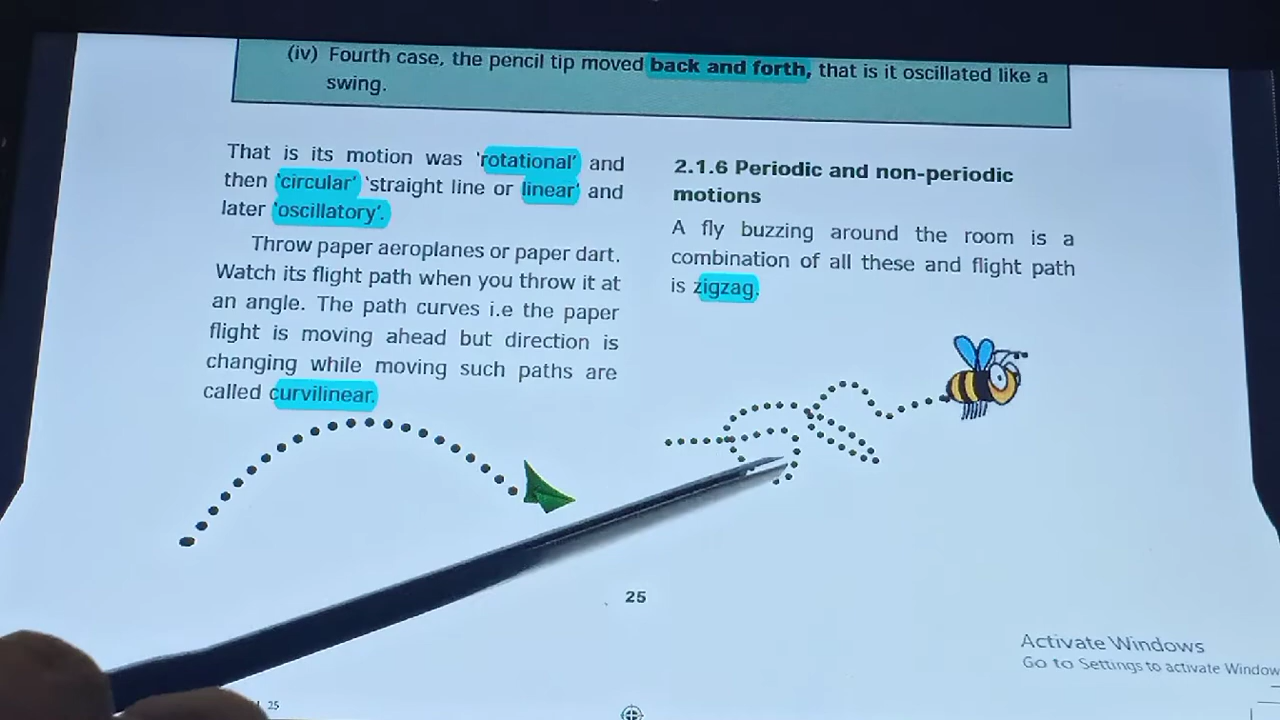 (iv) Fourth case, the pencil tip moved back and forth, that is it oscillated like a
swing.
That is its motion was 'rotational' and
then 'circular' 'straight line or linear' and
later 'oscillatory'.
Throw paper aeroplanes or paper dart.
Watch its flight path when you throw it at
an angle. The path curves i.e the paper
flight is moving ahead but direction is
changing while moving such paths are
called curvilinear.
2.1.6 Periodic and non-periodic
motions
A fly buzzing around the room is a
combination of all these and flight path
is zigzag.
25
Activate Windows
Go to Settings to activate Window
25